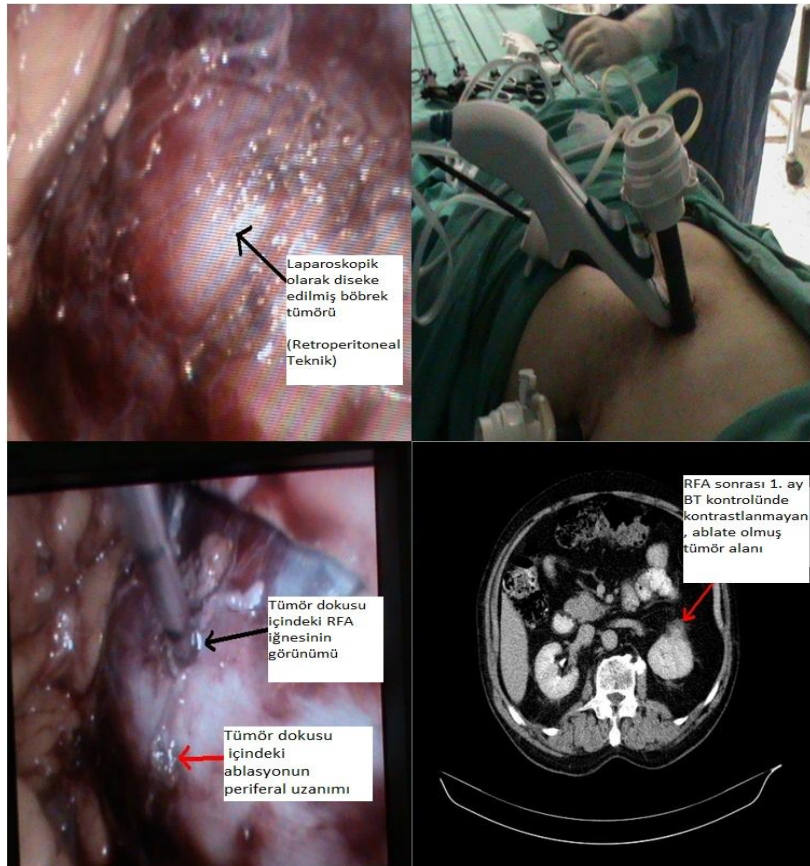 Laparoskopik
olarak diseke
edilmiş böbrek
tümörü
(Retroperitoneal
Teknik)
RFA sonrası 1. ay
BT kontrolünde
kontrastlanmayan
, ablate olmuş
tümör alanı
Tümör dokusu
içindeki RFA
iğnesinin
görünümü
Tümör dokusu
içindeki
ablasyonun
periferal uzanımı